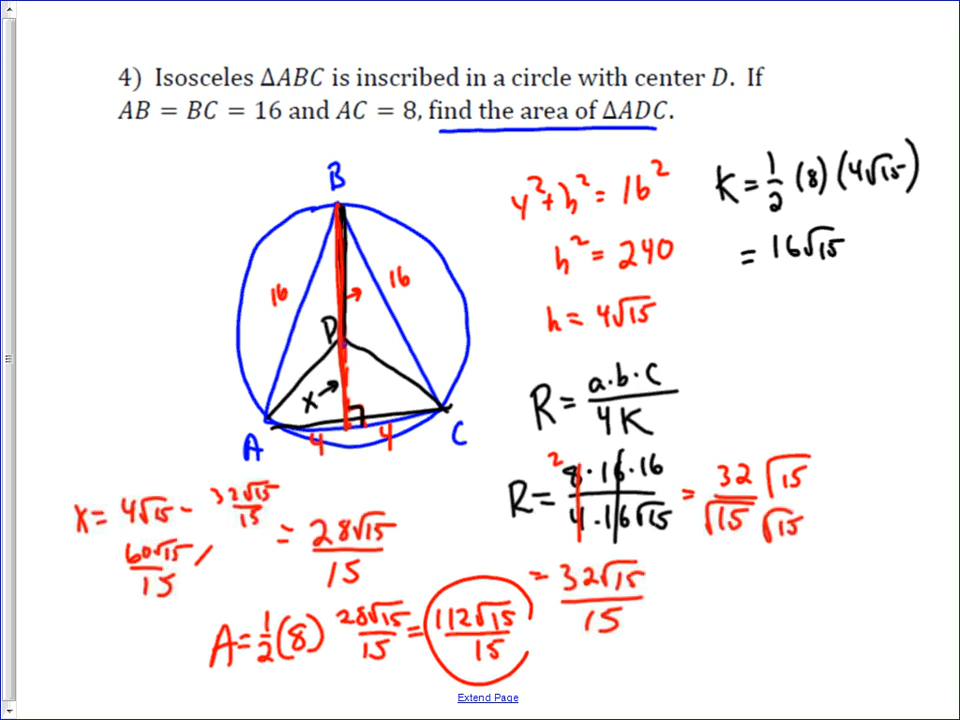 4) Isosceles ΔABC is inscribed in a circle with center D. If
AB = BC = 16 and AC = 8, find the area of ΔADC.
B
16
16
D
X
A
4
4
C
4² + h² = 16²
h² = 240
h = 4√15
K = 1/2 (8)(4√15)
= 16√15
R = a·b·c / 4K
R = 8·16·16 / 4·16√15 = 32/√15 √15/√15
2
= 32√15/15
X = 4√15 - 32√15/15 = 28√15/15
60√15/15
A = 1/2 (8) 28√15/15 = 112√15/15
Extend Page